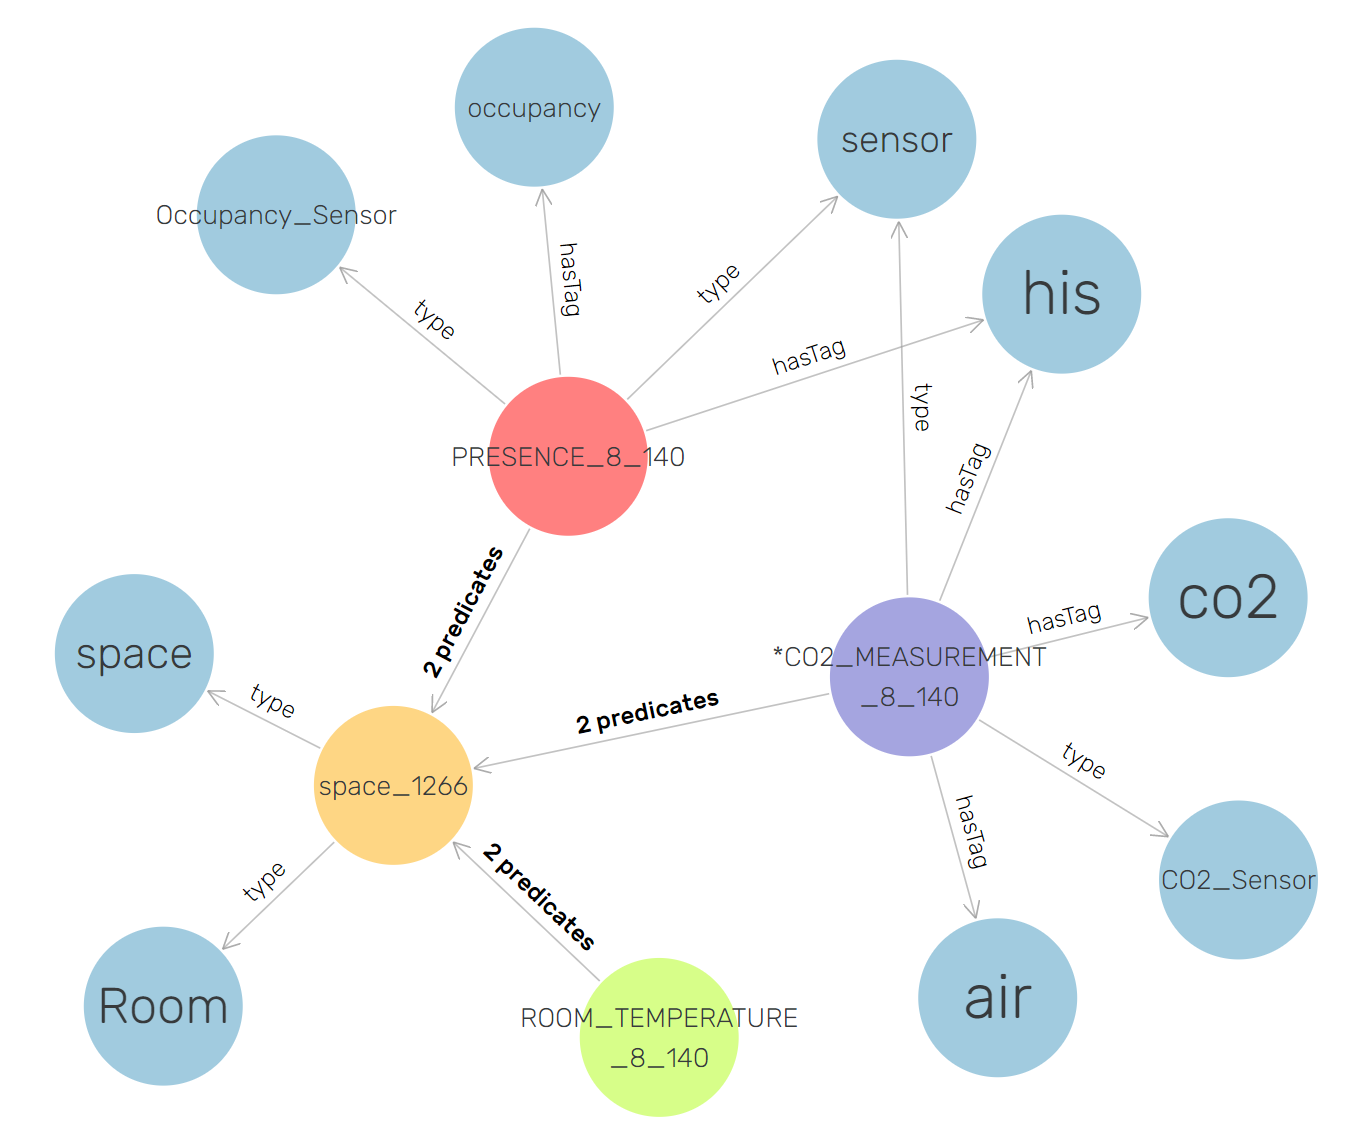 occupancy
sensor
Occupancy_Sensor
hasTag
type
his
type
hasTag
type
hasTag
PRESENCE_8_140
2 predicates
co2
hasTag
space
*CO2_MEASUREMENT
_8_140
type
2 predicates
type
space_1266
hasTag
type
2 predicates
CO2_Sensor
Room
air
ROOM_TEMPERATURE
_8_140